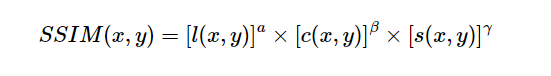 SSIM(x, y) = [l(x, y)]ᵅ × [c(x, y)]ᵝ × [s(x, y)]ᵞ